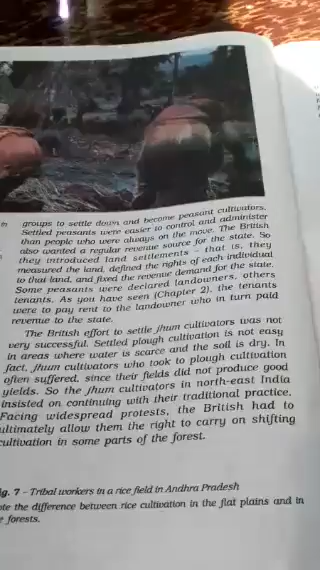 groups to settle down and become peasant cultivators.
Settled peasants were easier to control and administer
than people who were always on the move. The British
also wanted a regular revenue source for the state. So
they introduced land settlements – that is, they
measured the land, defined the rights of each individual
to that land, and fixed the revenue demand for the state.
Some peasants were declared landowners, others
tenants. As you have seen (Chapter 2), the tenants
were to pay rent to the landowner who in turn paid
revenue to the state.
The British effort to settle jhum cultivators was not
very successful. Settled plough cultivation is not easy
in areas where water is scarce and the soil is dry. In
fact, jhum cultivators who took to plough cultivation
often suffered, since their fields did not produce good
yields. So the jhum cultivators in north-east India
insisted on continuing with their traditional practice.
Facing widespread protests, the British had to
ultimately allow them the right to carry on shifting
cultivation in some parts of the forest.
ig. 7 – Tribal workers in a rice field in Andhra Pradesh
ote the difference between rice cultivation in the flat plains and in
e forests.